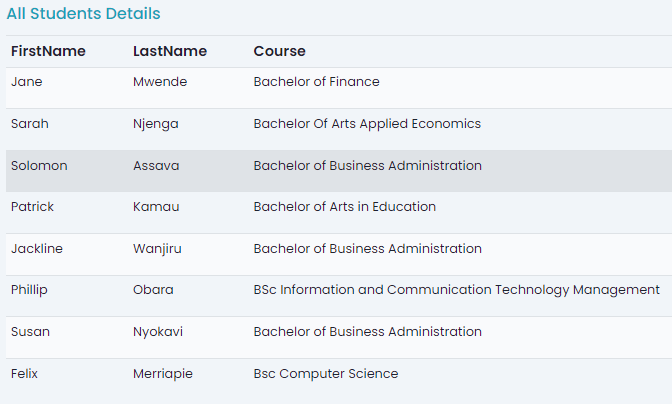 All Students Details
FirstName LastName Course
Jane Mwende Bachelor of Finance
Sarah Njenga Bachelor Of Arts Applied Economics
Solomon Assava Bachelor of Business Administration
Patrick Kamau Bachelor of Arts in Education
Jackline Wanjiru Bachelor of Business Administration
Phillip Obara BSc Information and Communication Technology Management
Susan Nyokavi Bachelor of Business Administration
Felix Merriapie Bsc Computer Science